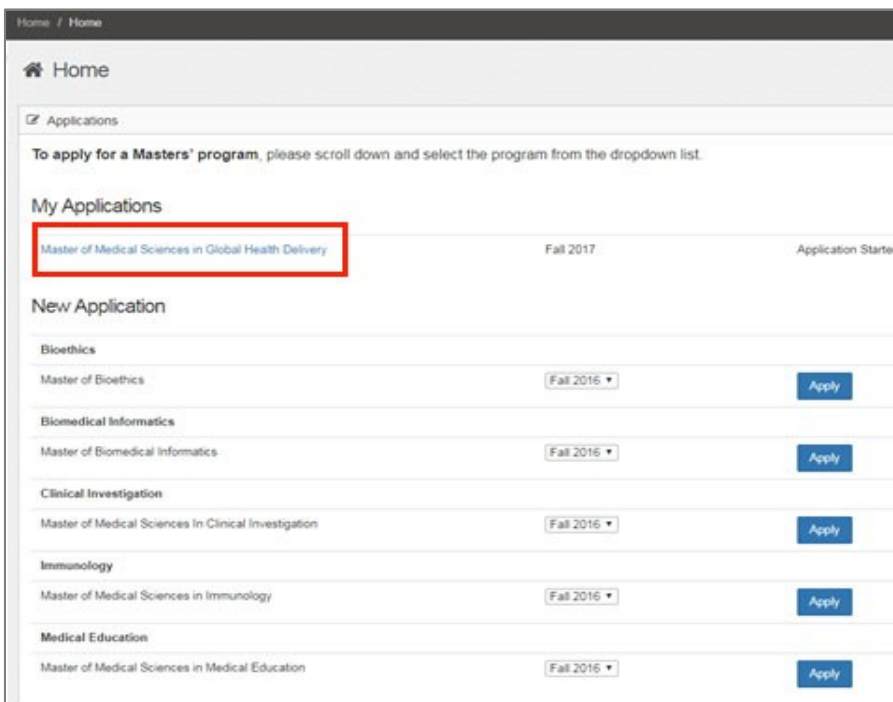 Home / Home
Home
Applications
To apply for a Masters' program, please scroll down and select the program from the dropdown list.
My Applications
Master of Medical Sciences in Global Health Delivery Fall 2017 Application Starte
New Application
Bioethics
Master of Bioethics Fall 2016 Apply
Biomedical Informatics
Master of Biomedical Informatics Fall 2016 Apply
Clinical Investigation
Master of Medical Sciences In Clinical Investigation Fall 2016 Apply
Immunology
Master of Medical Sciences in Immunology Fall 2016 Apply
Medical Education
Master of Medical Sciences in Medical Education Fall 2016 Apply